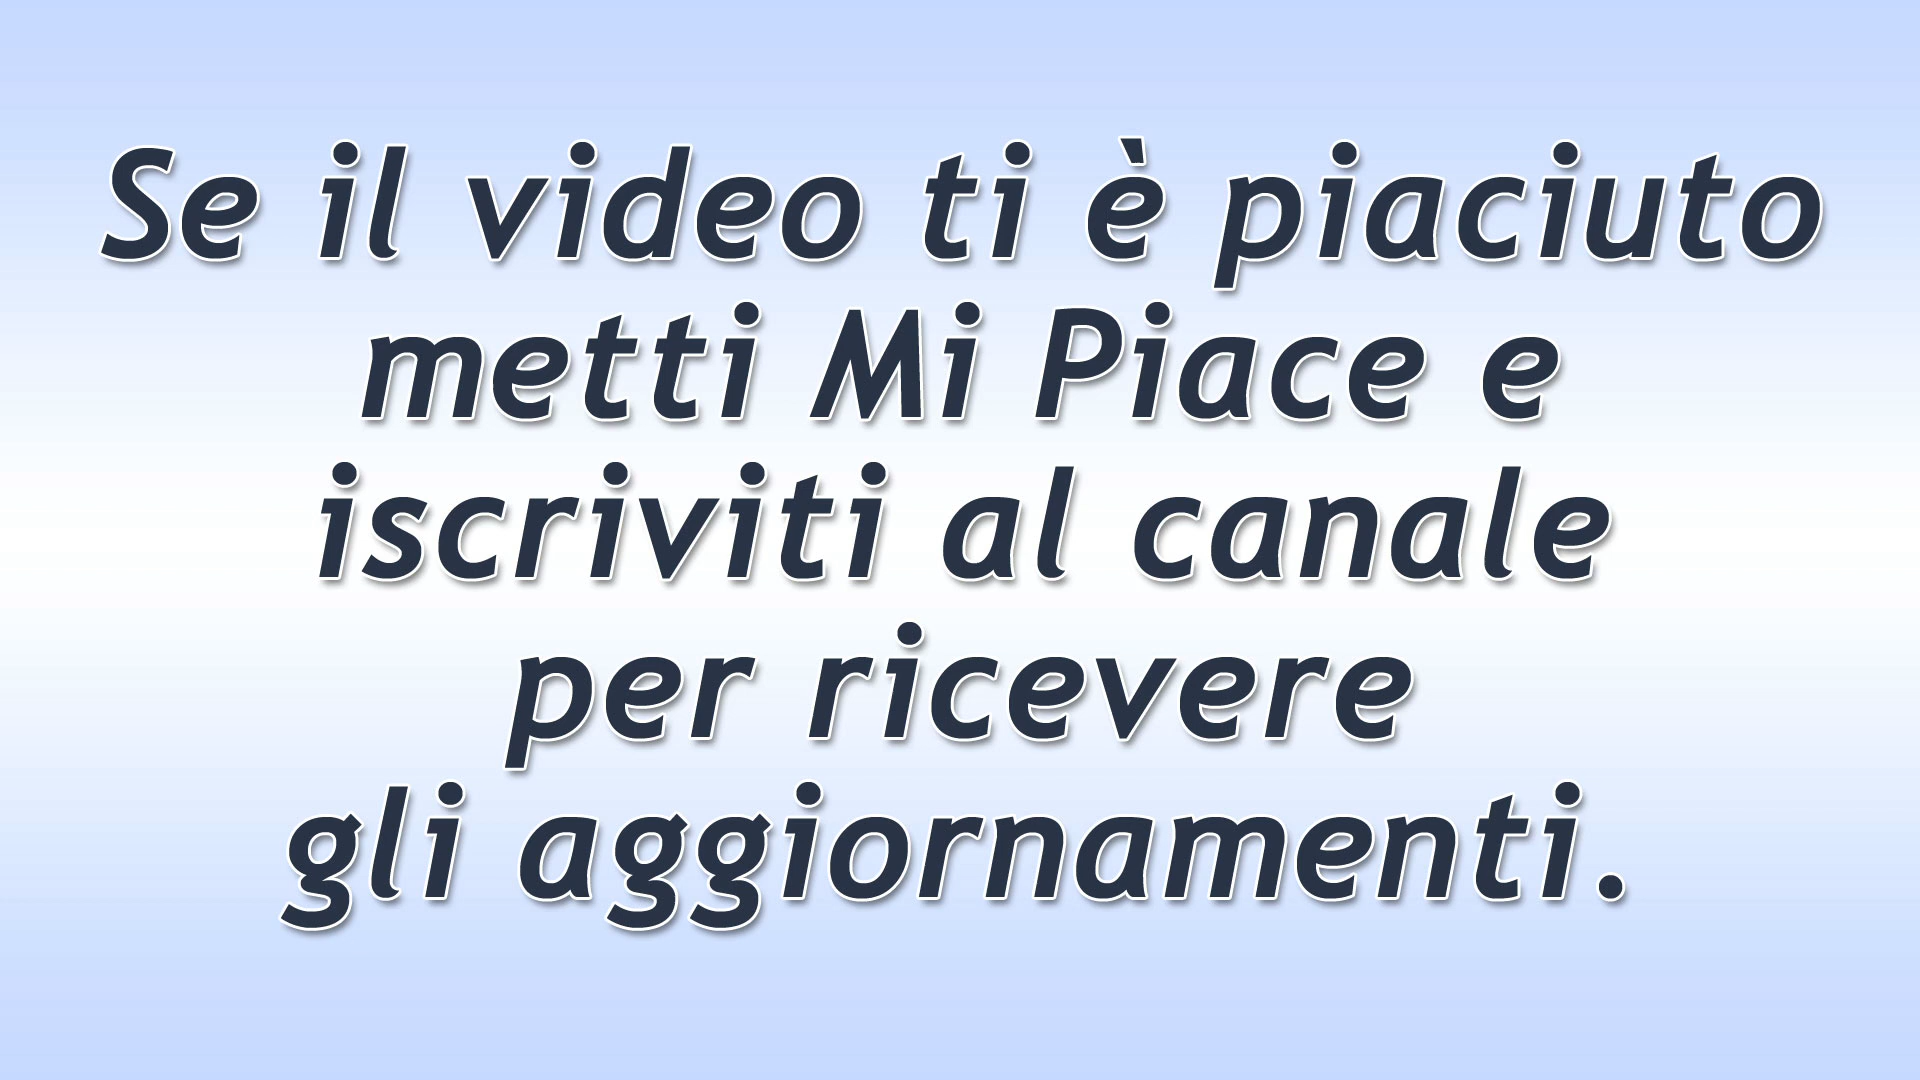 Se il video ti è piaciuto
metti Mi Piace e
iscriviti al canale
per ricevere
gli aggiornamenti.